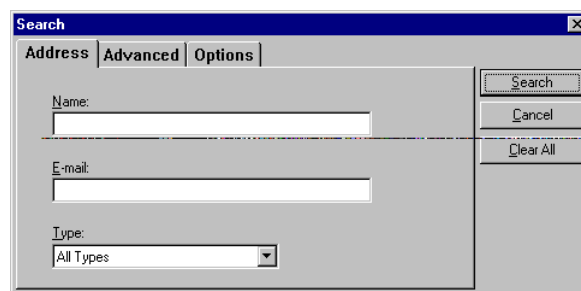 Search
Address Advanced Options
Name:
E-mail:
Type:
All Types
Search
Cancel
Clear All